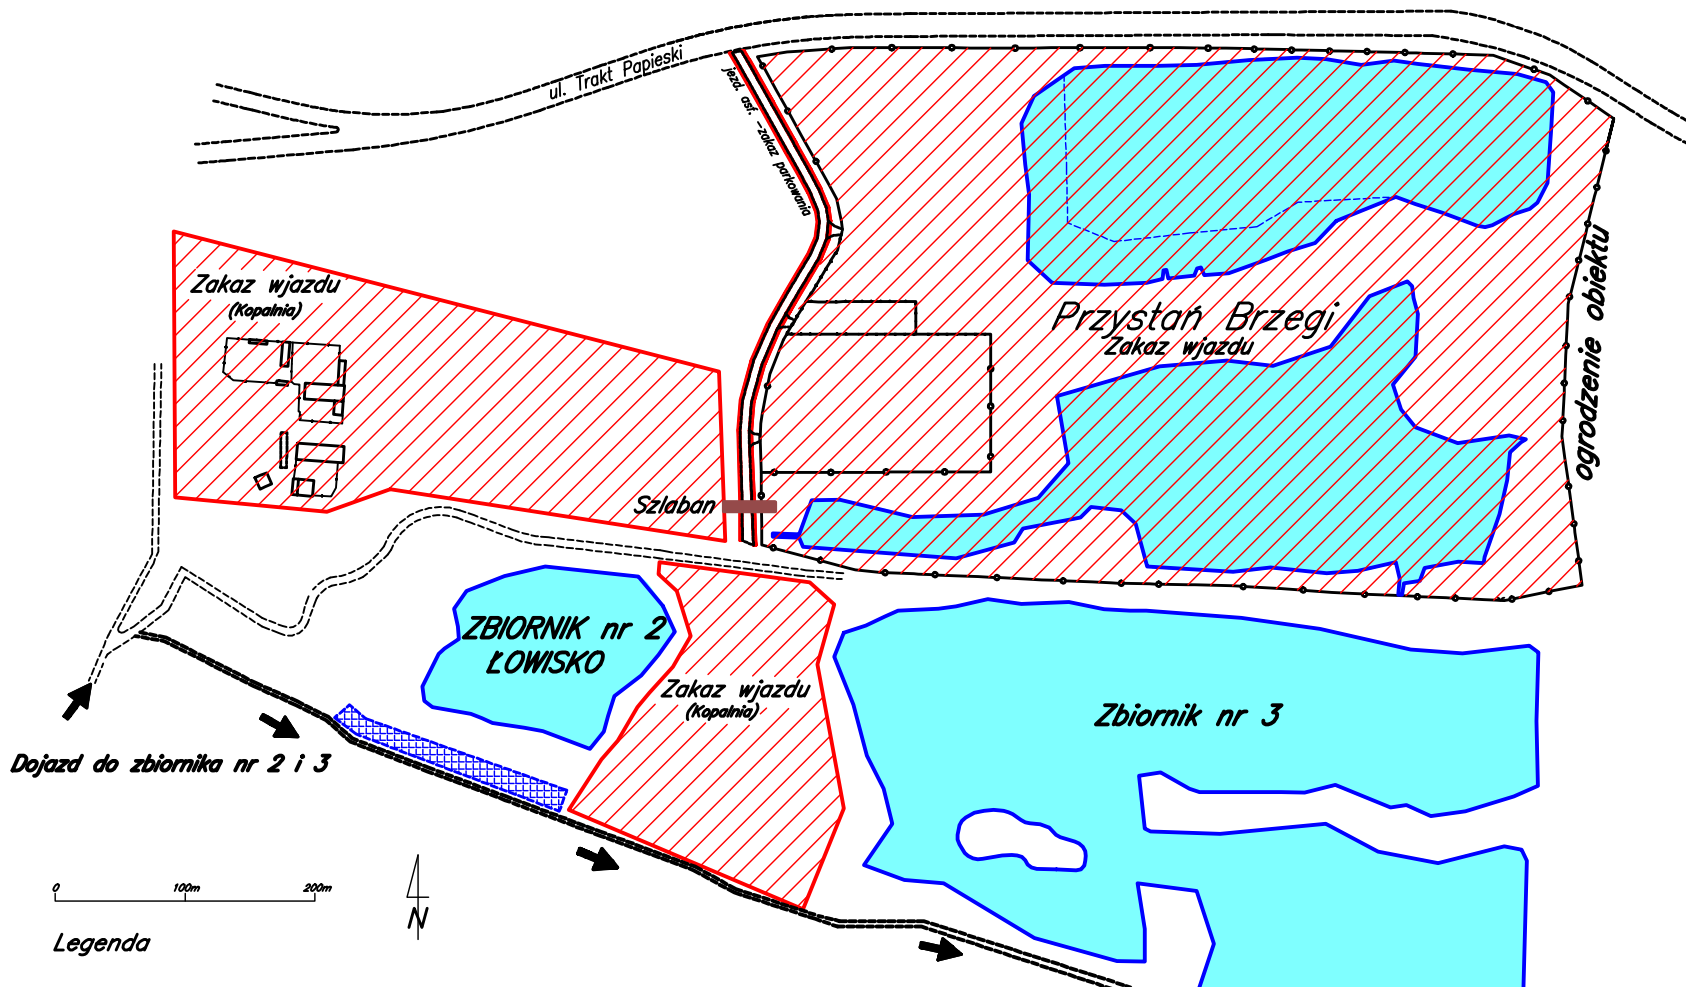 ul. Trakt Papieski
jezd. asf. -zakaz parkowania
Zakaz wjazdu
(Kopalnia)
Przystań Brzegi
Zakaz wjazdu
ogrodzenie obiektu
Szlaban
ZBIORNIK nr 2
ŁOWISKO
Zakaz wjazdu
(Kopalnia)
Zbiornik nr 3
Dojazd do zbiornika nr 2 i 3
0 100m 200m
N
Legenda